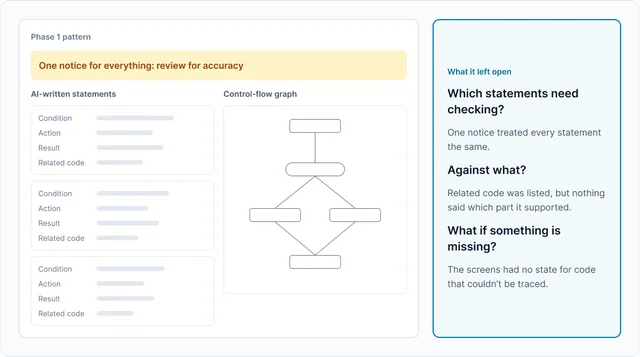 Phase 1 pattern
One notice for everything: review for accuracy
AI-written statements
Condition
Action
Result
Related code
Condition
Action
Result
Related code
Condition
Action
Result
Related code
Control-flow graph
What it left open
Which statements need
checking?
One notice treated every statement
the same.
Against what?
Related code was listed, but nothing
said which part it supported.
What if something is
missing?
The screens had no state for code
that couldn’t be traced.